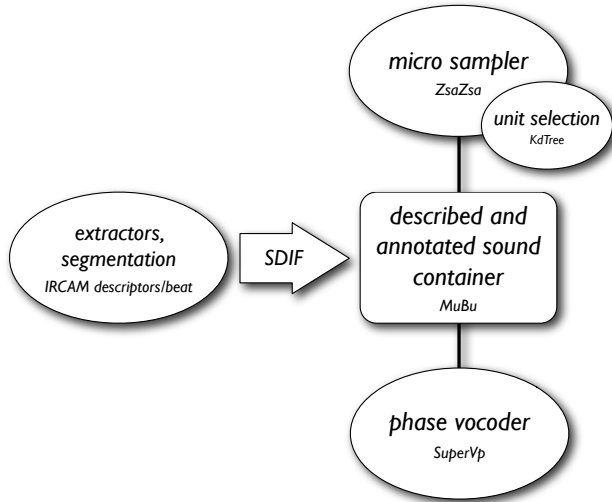 micro sampler
ZsaZsa
unit selection
KdTree
extractors,
segmentation
IRCAM descriptors/beat
SDIF
described and
annotated sound
container
MuBu
phase vocoder
SuperVp